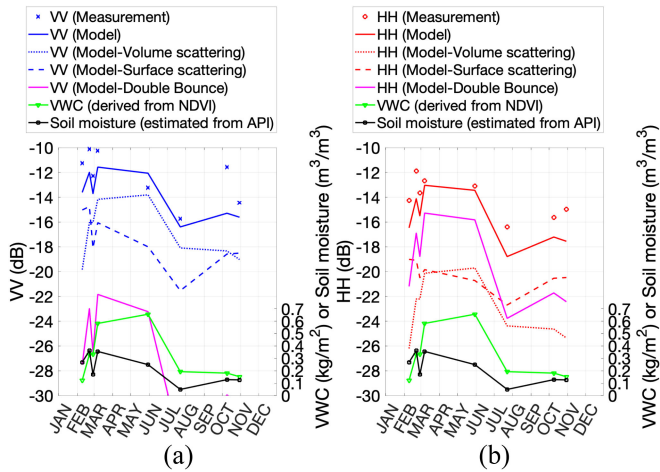 VV (Measurement)
VV (Model)
VV (Model-Volume scattering)
VV (Model-Surface scattering)
VV (Model-Double Bounce)
VWC (derived from NDVI)
Soil moisture (estimated from API)
-10
-12
-14
-16
-18
-20
-22
-24
-26
-28
-30
VV (dB)
0.7
0.6
0.5
0.4
0.3
0.2
0.1
0
VWC (kg/m²) or Soil moisture (m³/m³)
JAN
FEB
MAR
APR
MAY
JUN
JUL
AUG
SEP
OCT
NOV
DEC
(a)
HH (Measurement)
HH (Model)
HH (Model-Volume scattering)
HH (Model-Surface scattering)
HH (Model-Double Bounce)
VWC (derived from NDVI)
Soil moisture (estimated from API)
-10
-12
-14
-16
-18
-20
-22
-24
-26
-28
-30
HH (dB)
0.7
0.6
0.5
0.4
0.3
0.2
0.1
0
VWC (kg/m²) or Soil moisture (m³/m³)
JAN
FEB
MAR
APR
MAY
JUN
JUL
AUG
SEP
OCT
NOV
DEC
(b)